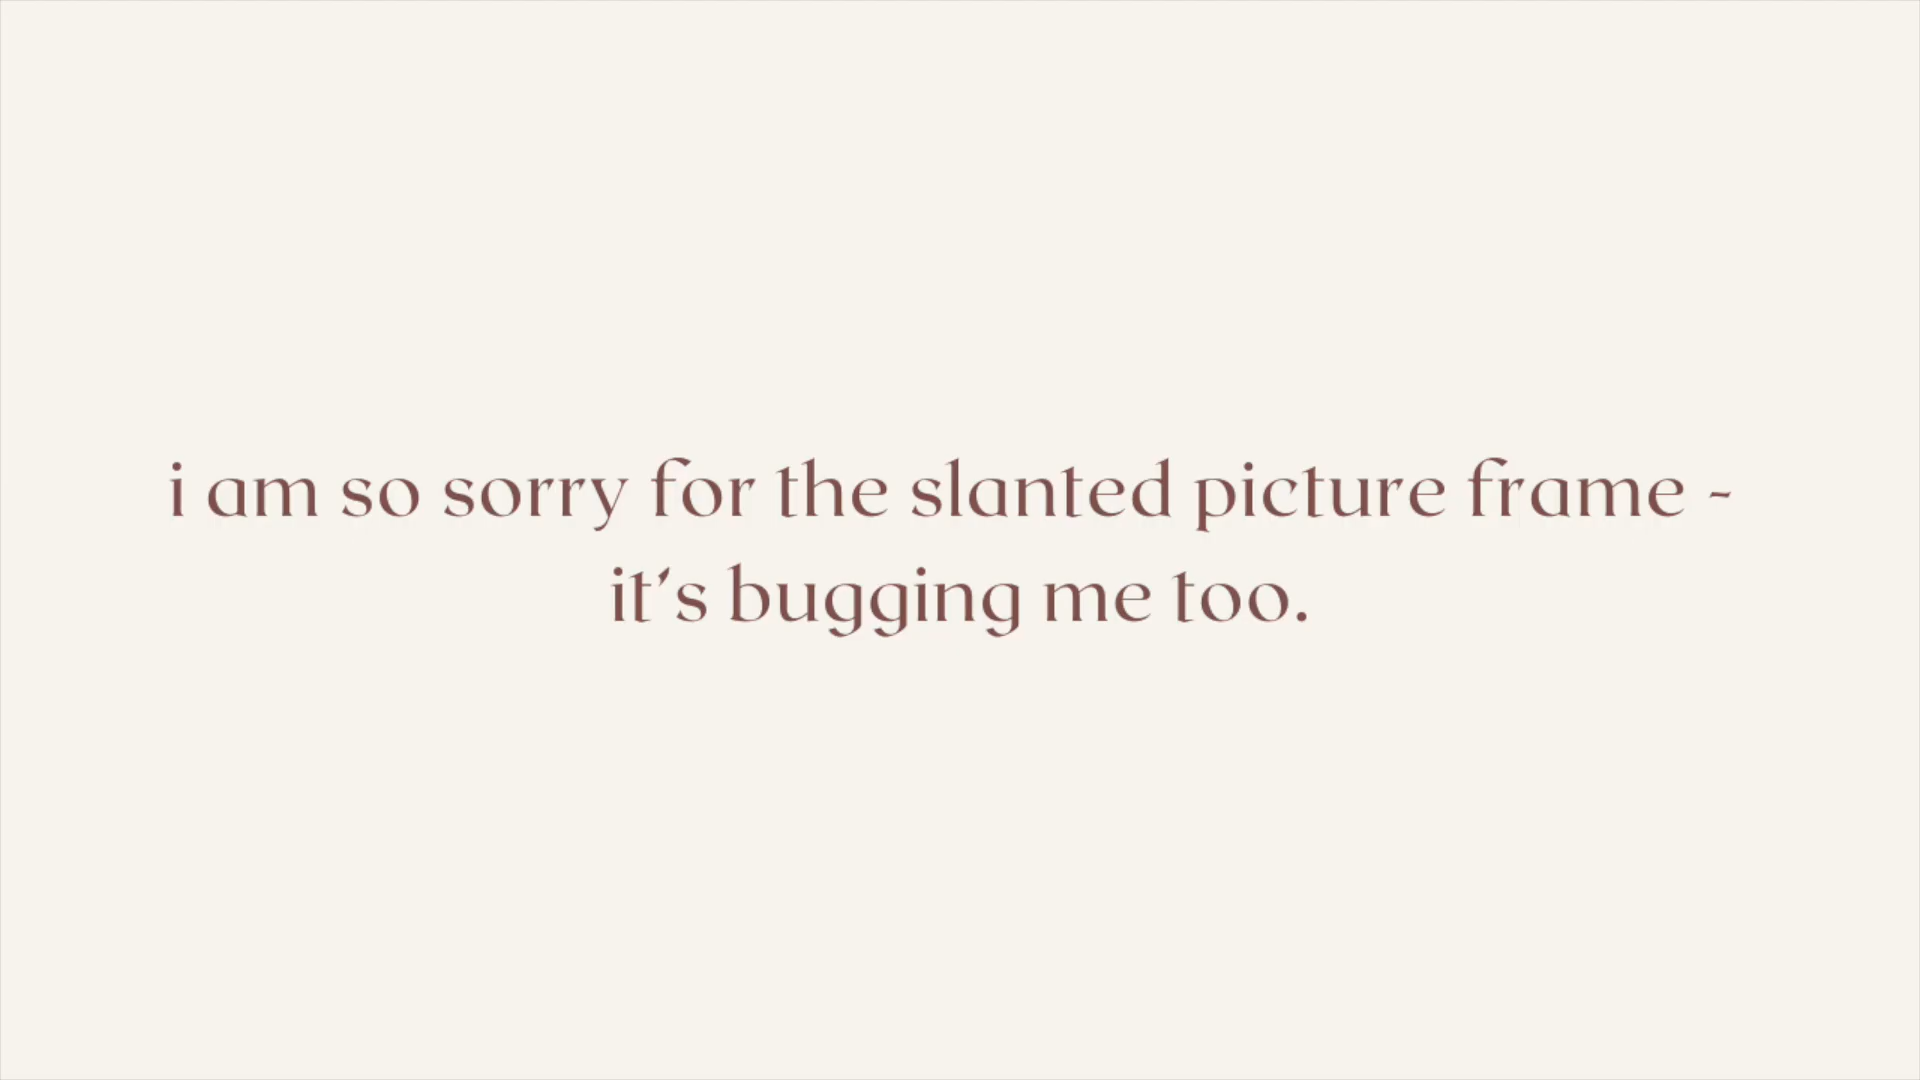 i am so sorry for the slanted picture frame -
it's bugging me too.